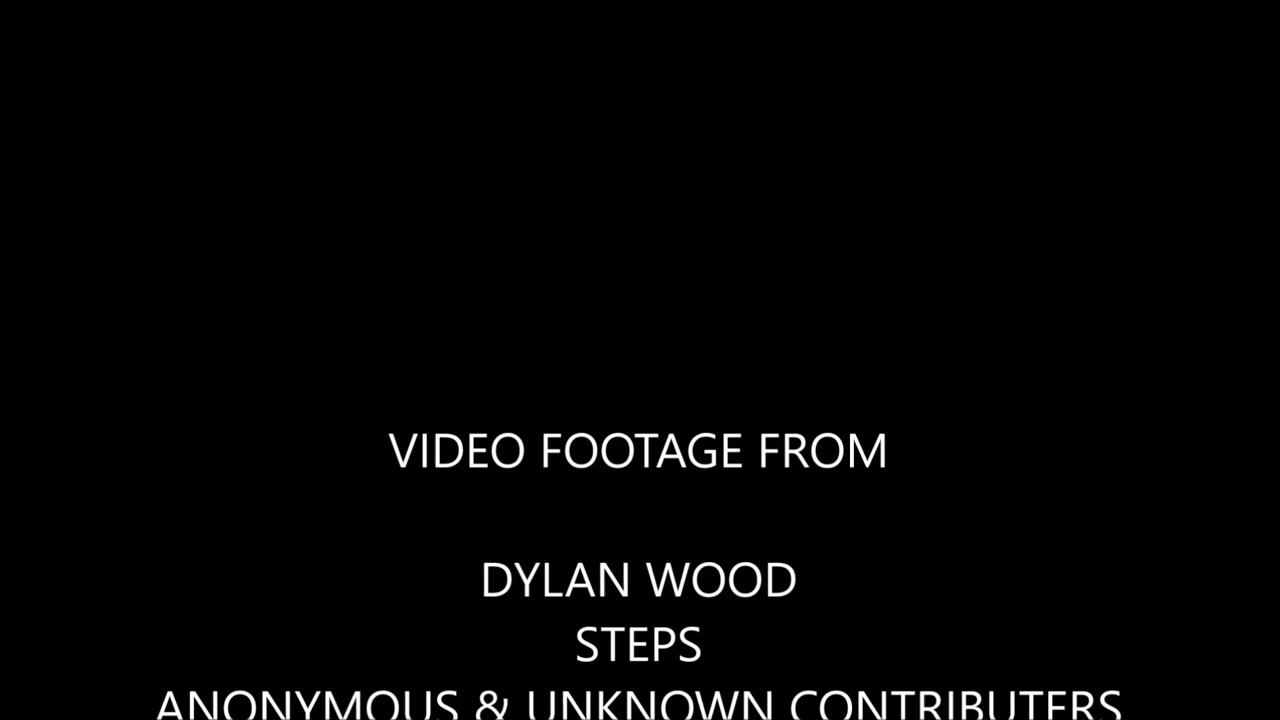 VIDEO FOOTAGE FROM
DYLAN WOOD
STEPS
ANONYMOUS & UNKNOWN CONTRIBUTERS